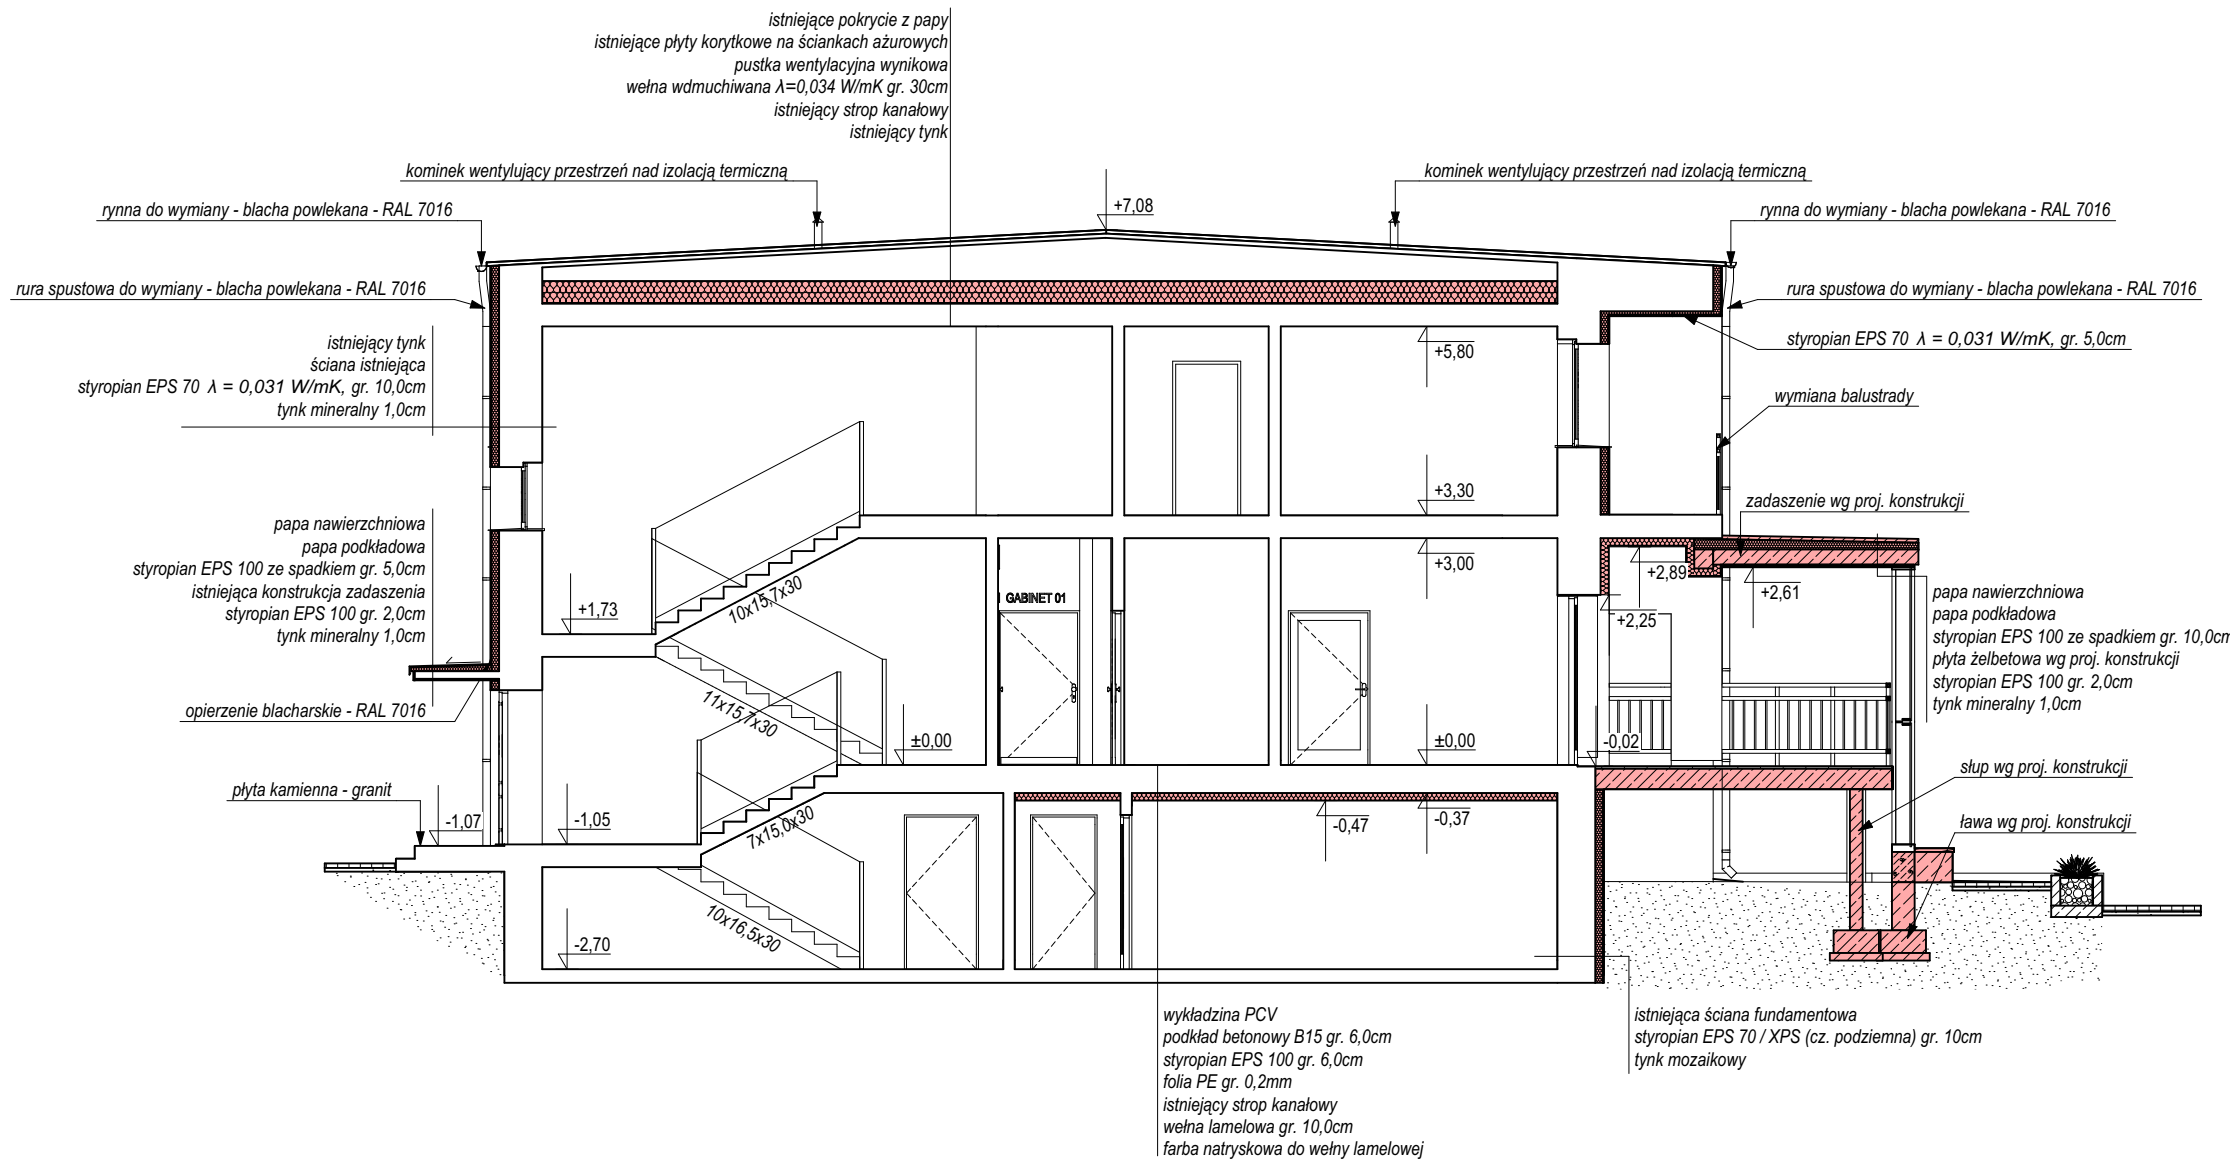 istniejące pokrycie z papy
istniejące płyty korytkowe na ściankach ażurowych
pustka wentylacyjna wynikowa
wełna wdmuchiwana λ=0,034 W/mK gr. 30cm
istniejący strop kanałowy
istniejący tynk
kominek wentylujący przestrzeń nad izolacją termiczną
kominek wentylujący przestrzeń nad izolacją termiczną
rynna do wymiany - blacha powlekana - RAL 7016
+7,08
rynna do wymiany - blacha powlekana - RAL 7016
rura spustowa do wymiany - blacha powlekana - RAL 7016
rura spustowa do wymiany - blacha powlekana - RAL 7016
istniejący tynk
ściana istniejąca
styropian EPS 70 λ = 0,031 W/mK, gr. 10,0cm
tynk mineralny 1,0cm
+5,80
styropian EPS 70 λ = 0,031 W/mK, gr. 5,0cm
wymiana balustrady
+3,30
zadaszenie wg proj. konstrukcji
papa nawierzchniowa
papa podkładowa
styropian EPS 100 ze spadkiem gr. 5,0cm
istniejąca konstrukcja zadaszenia
styropian EPS 100 gr. 2,0cm
tynk mineralny 1,0cm
+1,73
10x15,7x30
GABINET 01
+3,00
+2,89
+2,61
+2,25
papa nawierzchniowa
papa podkładowa
styropian EPS 100 ze spadkiem gr. 10,0cm
płyta żelbetowa wg proj. konstrukcji
styropian EPS 100 gr. 2,0cm
tynk mineralny 1,0cm
opierzenie blacharskie - RAL 7016
11x15,7x30
±0,00
±0,00
-0,02
słup wg proj. konstrukcji
płyta kamienna - granit
-1,07
-1,05
7x15,0x30
-0,47
-0,37
ława wg proj. konstrukcji
-2,70
10x16,5x30
wykładzina PCV
podkład betonowy B15 gr. 6,0cm
styropian EPS 100 gr. 6,0cm
folia PE gr. 0,2mm
istniejący strop kanałowy
wełna lamelowa gr. 10,0cm
farba natryskowa do wełny lamelowej
istniejąca ściana fundamentowa
styropian EPS 70 / XPS (cz. podziemna) gr. 10cm
tynk mozaikowy